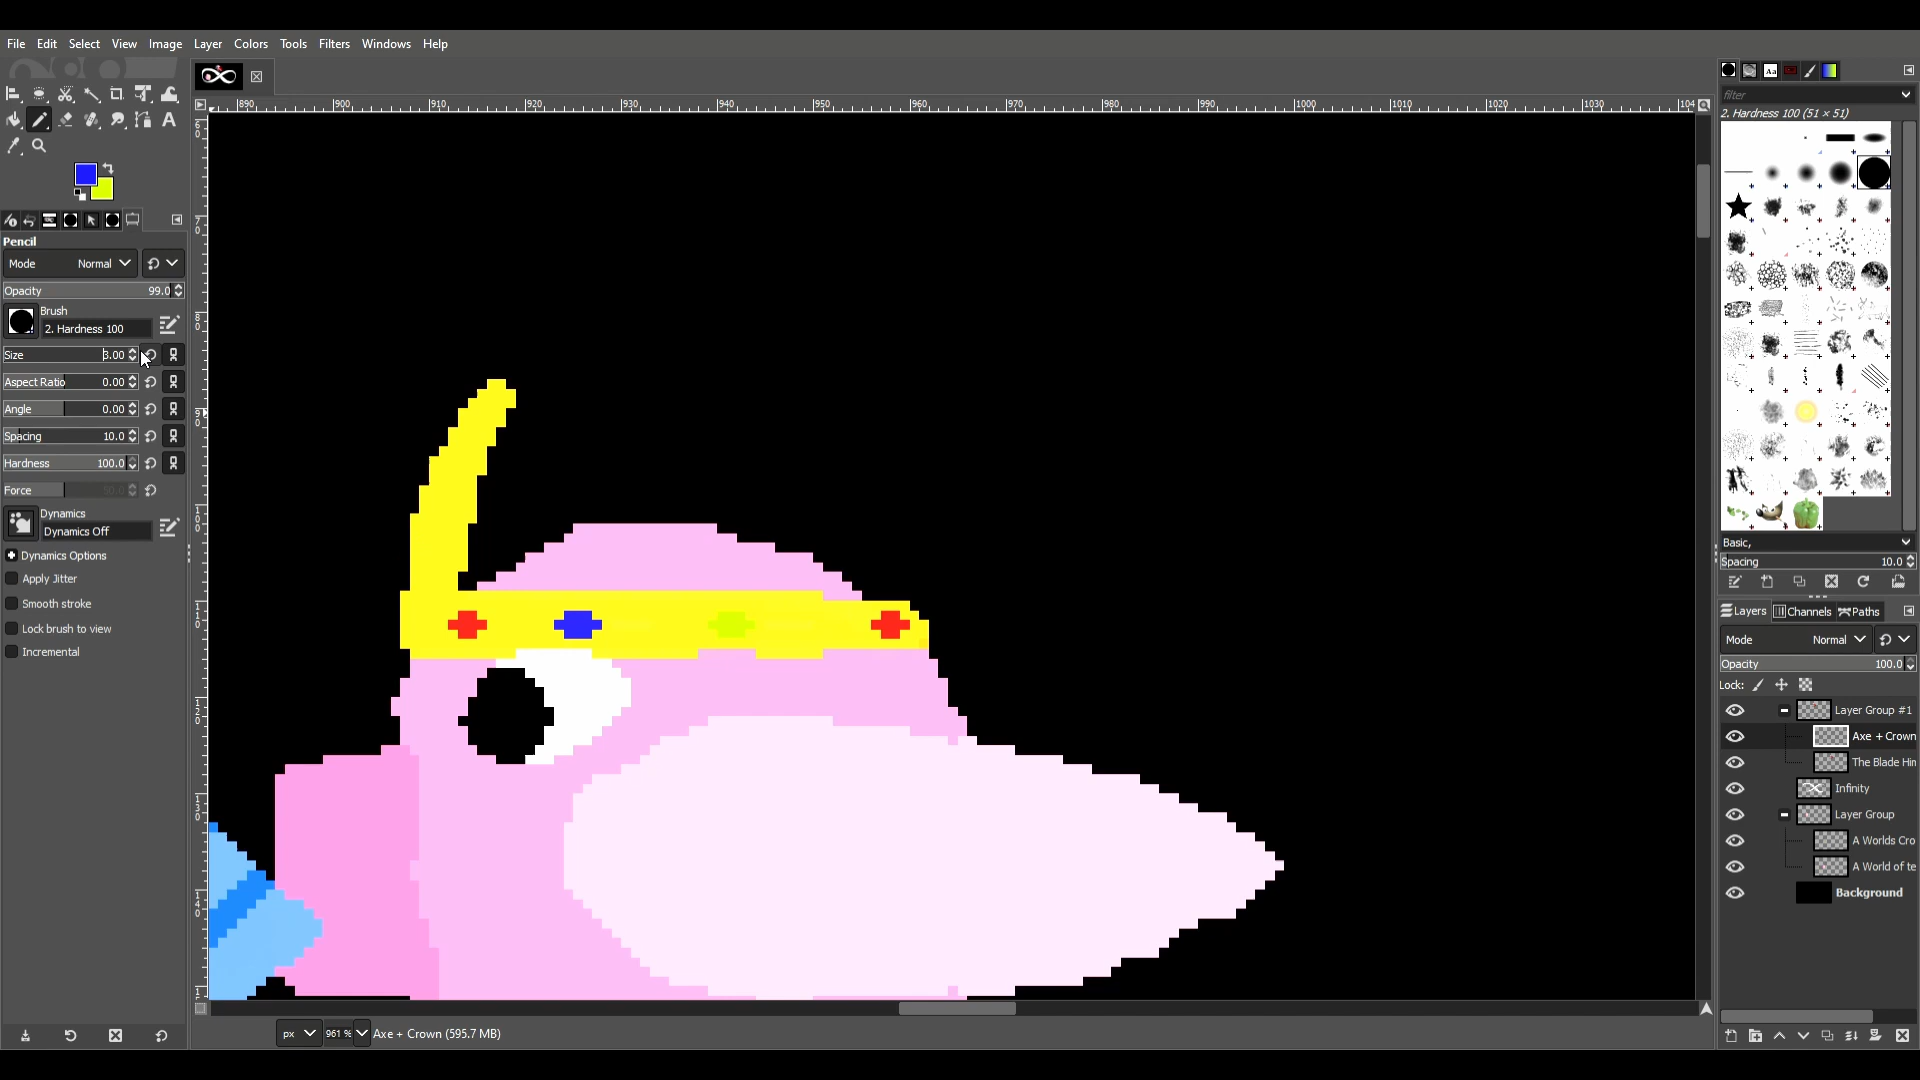 File Edit Select View Image Layer Colors Tools Filters Windows Help
890 900 910 920 930 940 950 960 970 980 990 1000 1010 1020 1030 104
filter
2. Hardness 100 (51 × 51)
Pencil
Mode Normal
Opacity 99.0
Brush
2. Hardness 100
Size 3.00
Aspect Ratio 0.00
Angle 0.00
Spacing 10.0
Hardness 100.0
Force
Dynamics
Dynamics Off
Dynamics Options
Apply Jitter
Smooth stroke
Lock brush to view
Incremental
Basic,
Spacing 10.0
Layers Channels Paths
Mode Normal
Opacity 100.0
Lock:
Layer Group #1
Axe + Crown
The Blade Hin
Infinity
Layer Group
A Worlds Cro
A World of te
Background
px 961 % Axe + Crown (595.7 MB)